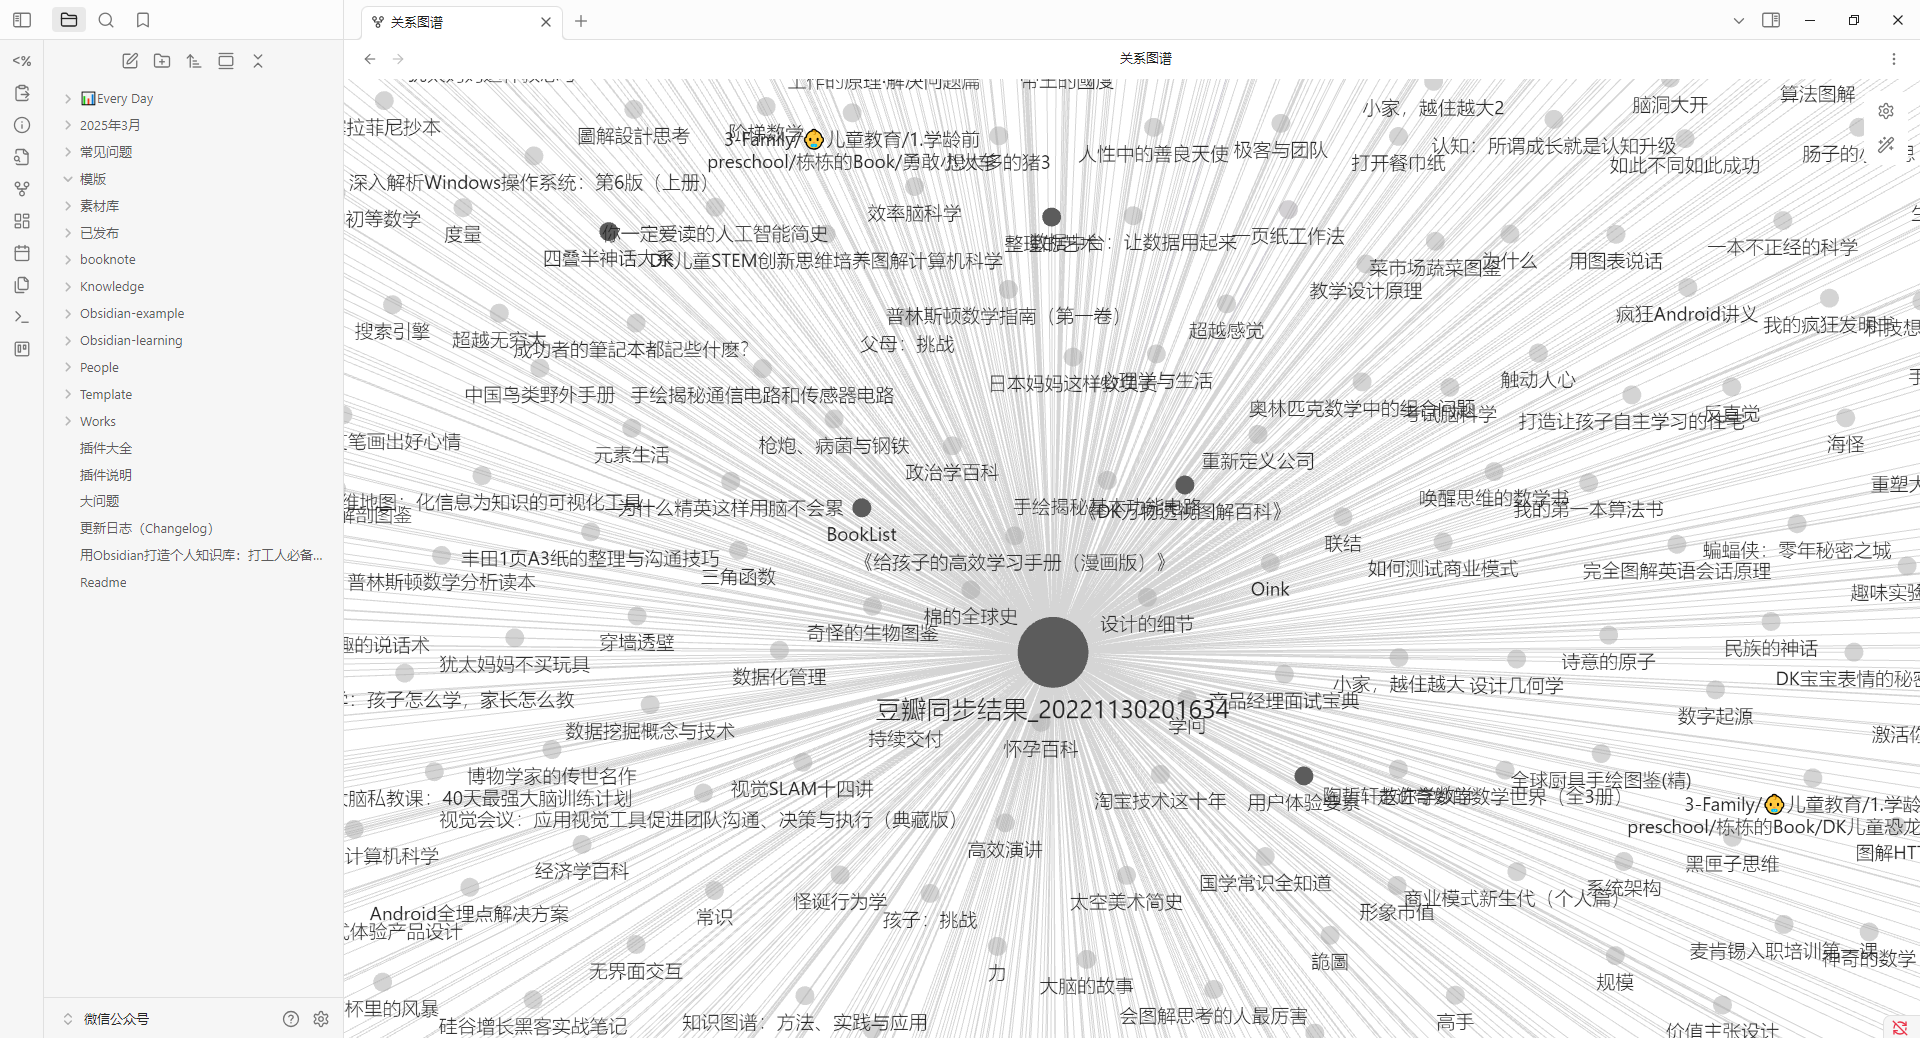 关系图谱
关系图谱
📊Every Day
2025年3月
常见问题
模版
素材库
已发布
booknote
Knowledge
Obsidian-example
Obsidian-learning
People
Template
Works
插件大全
插件说明
大问题
更新日志（Changelog）
用Obsidian打造个人知识库：打工人必备...
Readme
微信公众号
工作的原理·解决问题篇
帝王的國度
小家，越住越大2
脑洞大开
算法图解
拉菲尼抄本
圖解設計思考
阶梯数学
3-Family/👶儿童教育/1.学龄前
preschool/栋栋的Book/勇敢小火车
多的猪3
人性中的善良天使
极客与团队
打开餐巾纸
认知：所谓成长就是认知升级
如此不同如此成功
肠子的
深入解析Windows操作系统：第6版（上册）
初等数学
度量
效率脑科学
你一定爱读的人工智能简史
四叠半神话大系
DK儿童STEM创新思维培养图解计算机科学
数据中台：让数据用起来
一页纸工作法
菜市场蔬菜图鉴
为什么
用图表说话
一本不正经的科学
教学设计原理
搜索引擎
超越无穷大
成功者的筆記本都記些什麼？
普林斯顿数学指南（第一卷）
父母：挑战
超越感觉
疯狂Android讲义
我的疯狂发明书
科技想
中国鸟类野外手册
手绘揭秘通信电路和传感器电路
日本妈妈这样教负责
心理学与生活
触动人心
奥林匹克数学中的组合问题
考试脑科学
打造让孩子自主学习的住宅
反直觉
海怪
笔画出好心情
元素生活
枪炮、病菌与钢铁
政治学百科
重新定义公司
重塑大
维地图：化信息为知识的可视化工具
解剖图鉴
为什么精英这样用脑不会累
BookList
手绘揭秘基本功能电路
《DK万物透视图解百科》
唤醒思维的数学书
我的第一本算法书
联结
丰田1页A3纸的整理与沟通技巧
三角函数
《给孩子的高效学习手册（漫画版）》
Oink
如何测试商业模式
蝙蝠侠：零年秘密之城
完全图解英语会话原理
普林斯顿数学分析读本
趣味实验
棉的全球史
设计的细节
奇怪的生物图鉴
趣的说话术
穿墙透壁
犹太妈妈不买玩具
数据化管理
诗意的原子
民族的神话
DK宝宝表情的秘密
小家，越住越大
设计几何学
：孩子怎么学，家长怎么教
产品经理面试宝典
豆瓣同步结果_20221130201634
学问
数字起源
数据挖掘概念与技术
持续交付
怀孕百科
激活你
博物学家的传世名作
脑私教课：40天最强大脑训练计划
视觉SLAM十四讲
淘宝技术这十年
用户体验要素
全球厨具手绘图鉴(精)
数学世界（全3册）
3-Family/👶儿童教育/1.学龄
preschool/栋栋的Book/DK儿童恐龙
视觉会议：应用视觉工具促进团队沟通、决策与执行（典藏版）
计算机科学
经济学百科
高效演讲
图解HTT
黑匣子思维
国学常识全知道
系统架构
商业模式新生代（个人篇）
形象市值
Android全埋点解决方案
式体验产品设计
常识
怪诞行为学
孩子：挑战
太空美术简史
麦肯锡入职培训第一课
神奇的数学
无界面交互
力
大脑的故事
詭圖
规模
杯里的风暴
硅谷增长黑客实战笔记
知识图谱：方法、实践与应用
会图解思考的人最厉害
高手
价值主张设计